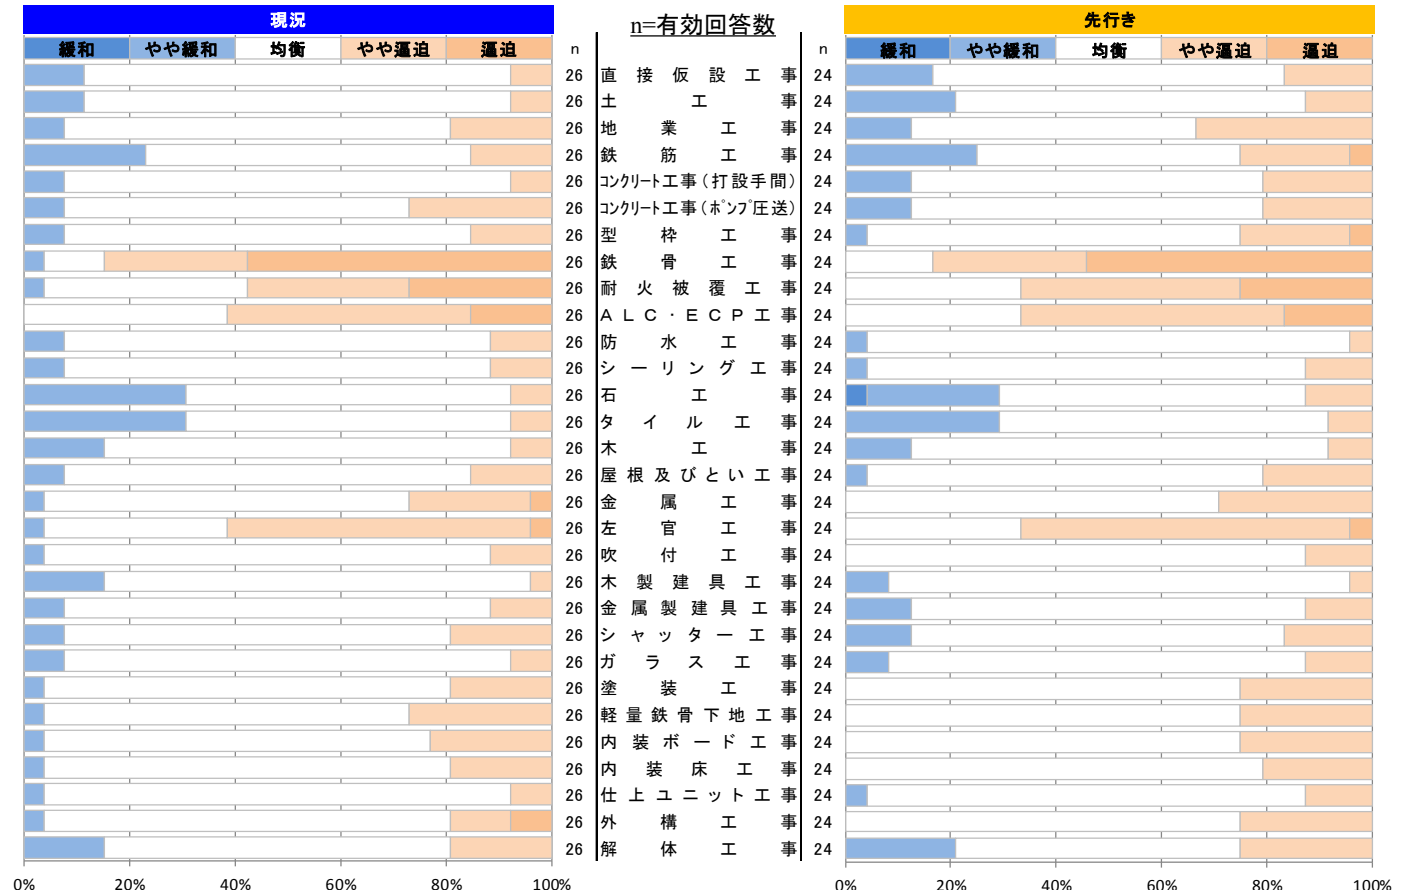 現況 n=有効回答数 先行き
緩和 やや緩和 均衡 やや逼迫 逼迫 n n 緩和 やや緩和 均衡 やや逼迫 逼迫
26 直接仮設工事 24
26 土工事 24
26 地業工事 24
26 鉄筋工事 24
26 コンクリート工事(打設手間) 24
26 コンクリート工事(ポンプ圧送) 24
26 型枠工事 24
26 鉄骨工事 24
26 耐火被覆工事 24
26 ALC・ECP工事 24
26 防水工事 24
26 シーリング工事 24
26 石工事 24
26 タイル工事 24
26 木工事 24
26 屋根及びとい工事 24
26 金属工事 24
26 左官工事 24
26 吹付工事 24
26 木製建具工事 24
26 金属製建具工事 24
26 シャッター工事 24
26 ガラス工事 24
26 塗装工事 24
26 軽量鉄骨下地工事 24
26 内装ボード工事 24
26 内装床工事 24
26 仕上ユニット工事 24
26 外構工事 24
26 解体工事 24
0% 20% 40% 60% 80% 100% 0% 20% 40% 60% 80% 100%